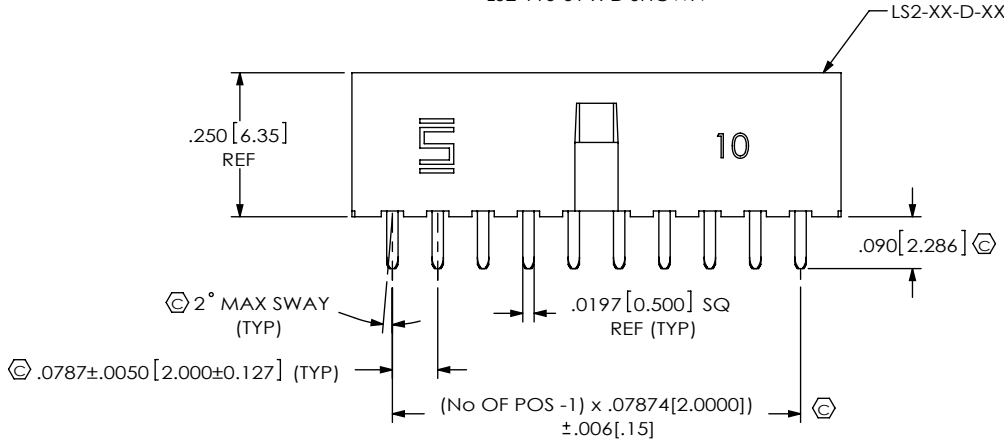 LS2-XX-D-XX
.250[6.35]
REF
10
.090[2.286] C
C 2° MAX SWAY
(TYP)
.0197[0.500] SQ
REF (TYP)
C .0787±.0050[2.000±0.127] (TYP)
(No OF POS -1) x .07874[2.0000]) C
±.006[.15]